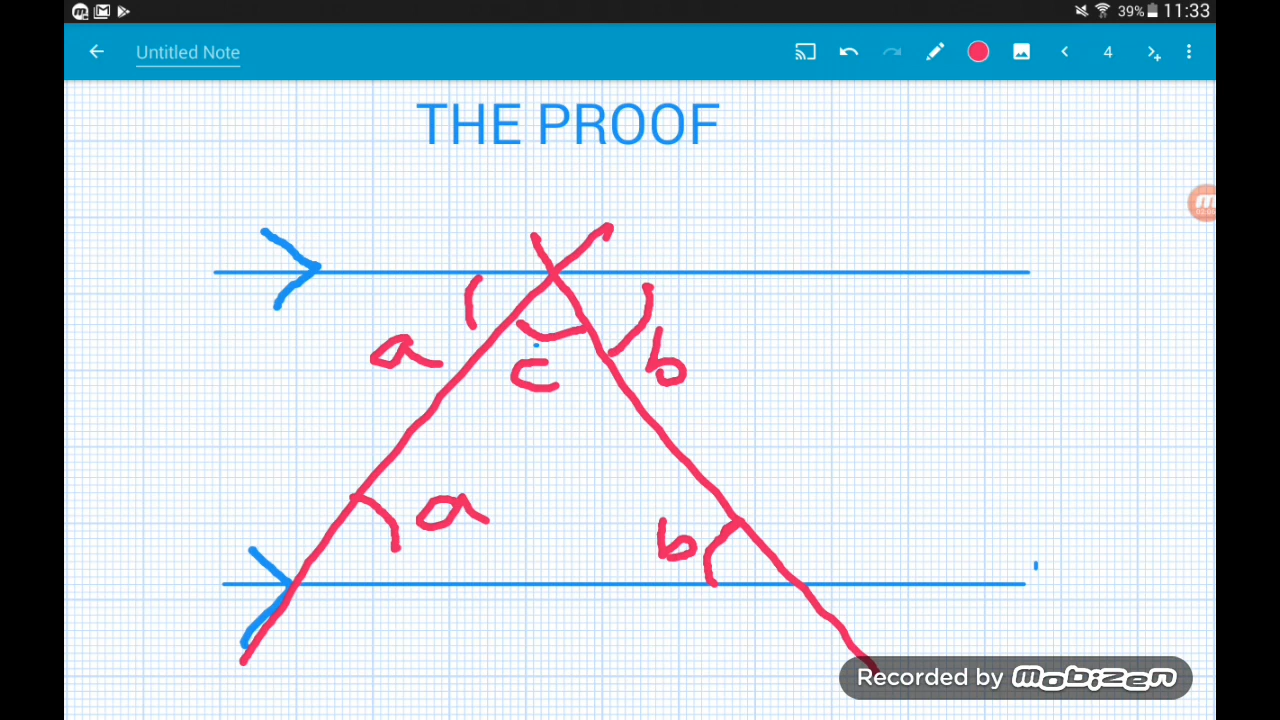 39% 11:33
Untitled Note 4
THE PROOF
a c b
a b
Recorded by mobizen